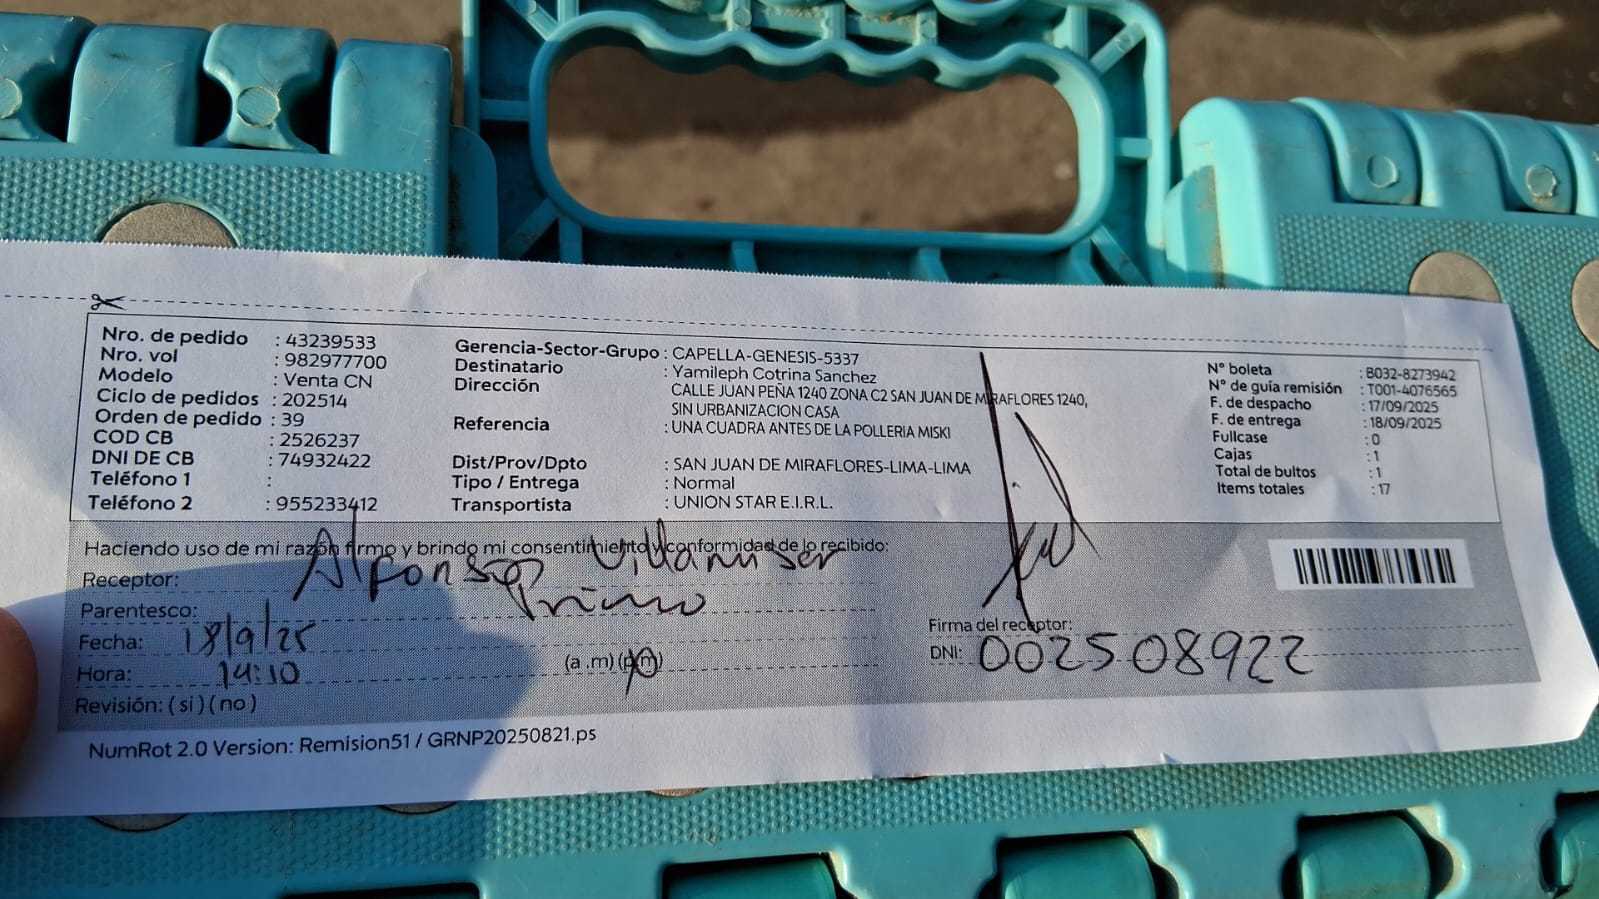 Nro. de pedido : 43239533
Nro. vol : 982977700
Modelo : Venta CN
Ciclo de pedidos : 202514
Orden de pedido : 39
COD CB : 2526237
DNI DE CB : 74932422
Teléfono 1 :
Teléfono 2 : 955233412
Gerencia-Sector-Grupo : CAPELLA-GENESIS-5337
Destinatario : Yamileph Cotrina Sanchez
Dirección CALLE JUAN PEÑA 1240 ZONA C2 SAN JUAN DE MIRAFLORES 1240,
SIN URBANIZACION CASA
Referencia : UNA CUADRA ANTES DE LA POLLERIA MISKI
Dist/Prov/Dpto : SAN JUAN DE MIRAFLORES-LIMA-LIMA
Tipo / Entrega : Normal
Transportista : UNION STAR E.I.R.L.
N° boleta : B032-8273942
N° de guía remisión : T001-4076565
F. de despacho : 17/09/2025
F. de entrega : 18/09/2025
Fullcase : 0
Cajas : 1
Total de bultos : 1
Items totales : 17
Haciendo uso de mi razón firmo y brindo mi consentimiento y conformidad de lo recibido:
Receptor: Alfonso
Parentesco: Primo
Fecha: 18/9/25
Hora: 14:10 (a .m) (p.m)
Revisión: ( si ) ( no )
Firma del receptor:
DNI: 002508922
NumRot 2.0 Version: Remision51 / GRNP20250821.ps